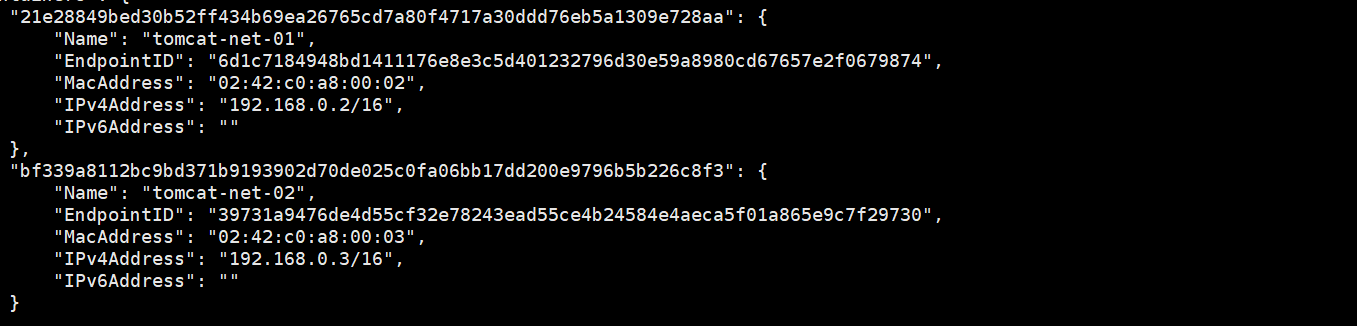 "21e28849bed30b52ff434b69ea26765cd7a80f4717a30ddd76eb5a1309e728aa": {
"Name": "tomcat-net-01",
"EndpointID": "6d1c7184948bd1411176e8e3c5d401232796d30e59a8980cd67657e2f0679874",
"MacAddress": "02:42:c0:a8:00:02",
"IPv4Address": "192.168.0.2/16",
"IPv6Address": ""
},
"bf339a8112bc9bd371b9193902d70de025c0fa06bb17dd200e9796b5b226c8f3": {
"Name": "tomcat-net-02",
"EndpointID": "39731a9476de4d55cf32e78243ead55ce4b24584e4aeca5f01a865e9c7f29730",
"MacAddress": "02:42:c0:a8:00:03",
"IPv4Address": "192.168.0.3/16",
"IPv6Address": ""
}